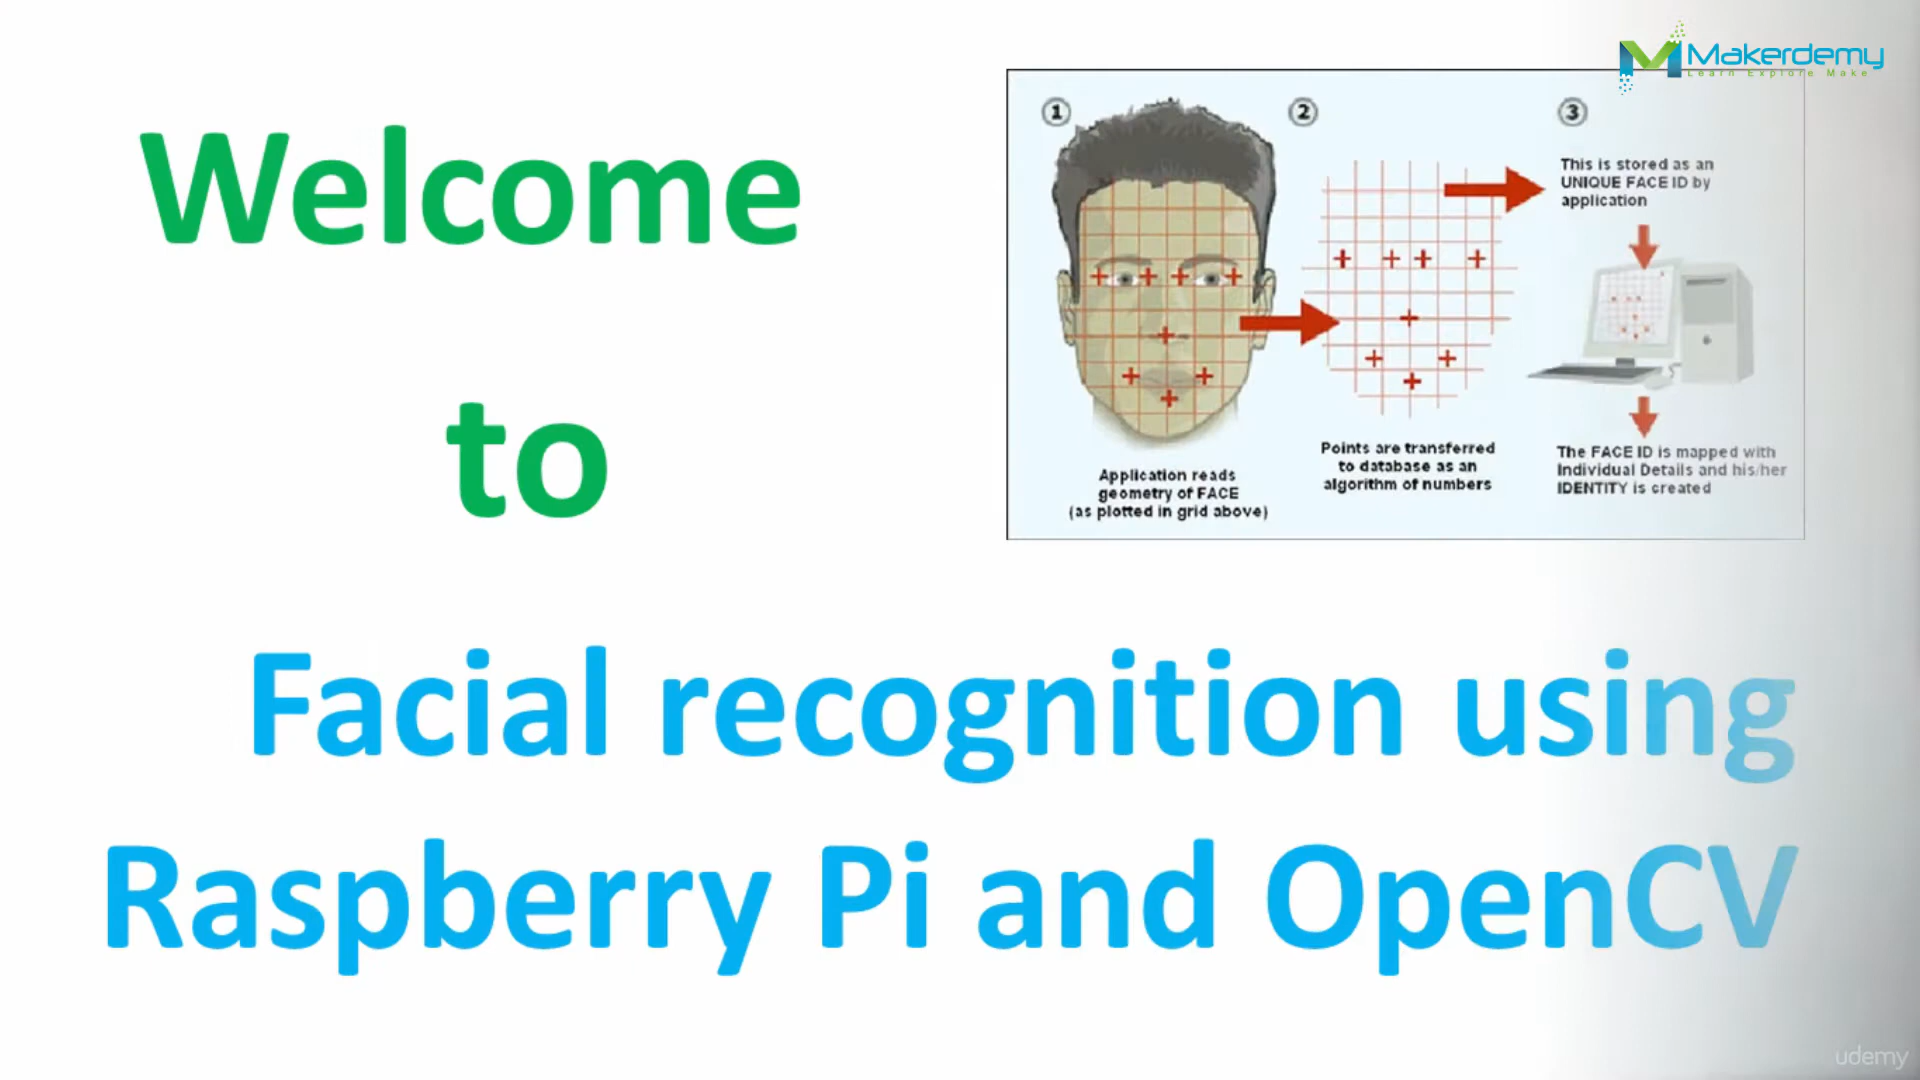 Makerdemy
Learn Explore Make
Welcome
to
1
Application reads
geometry of FACE
(as plotted in grid above)
2
Points are transferred
to database as an
algorithm of numbers
3
This is stored as an
UNIQUE FACE ID by
application
The FACE ID is mapped with
Individual Details and his/her
IDENTITY is created
Facial recognition using
Raspberry Pi and OpenCV
udemy